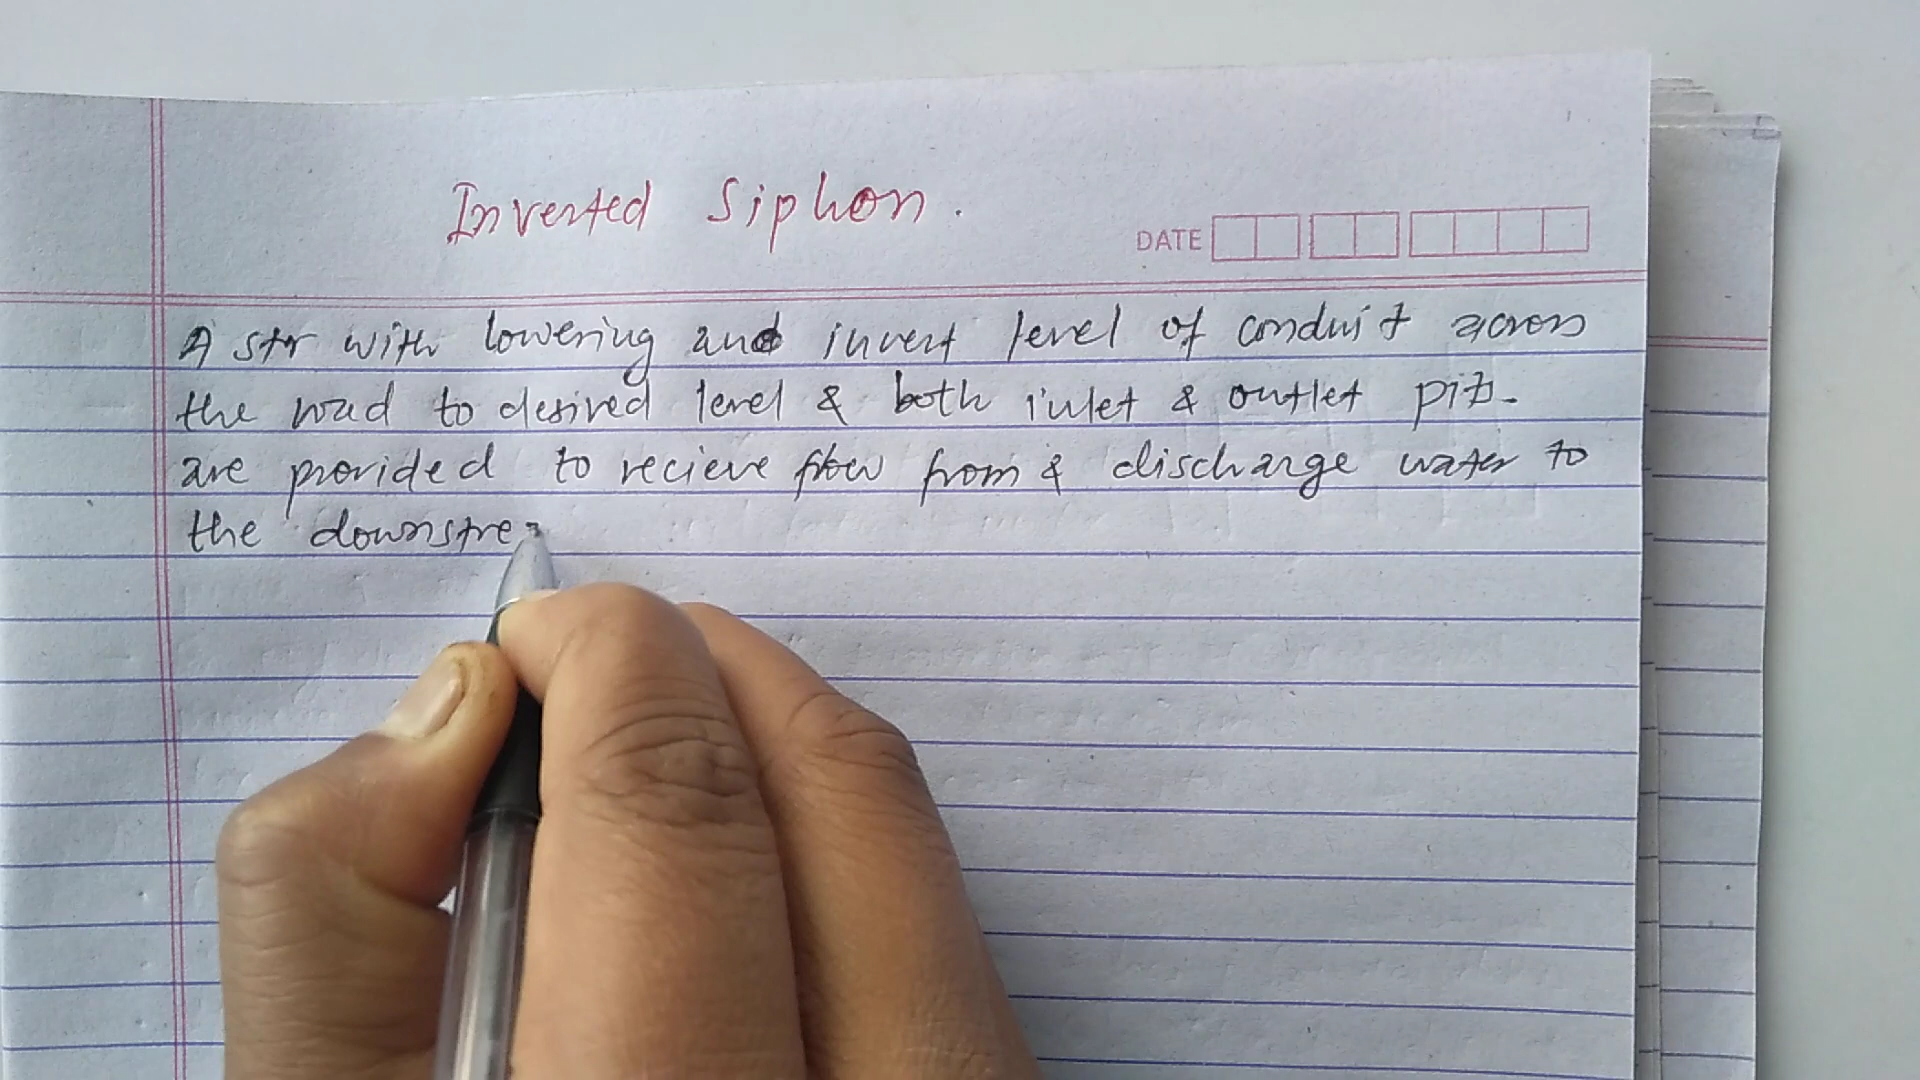 Inverted Siphon.
DATE
A str with lowering and invert level of conduit across
the road to desired level & both inlet & outlet pits.
are provided to recieve flow from & discharge water to
the downstre